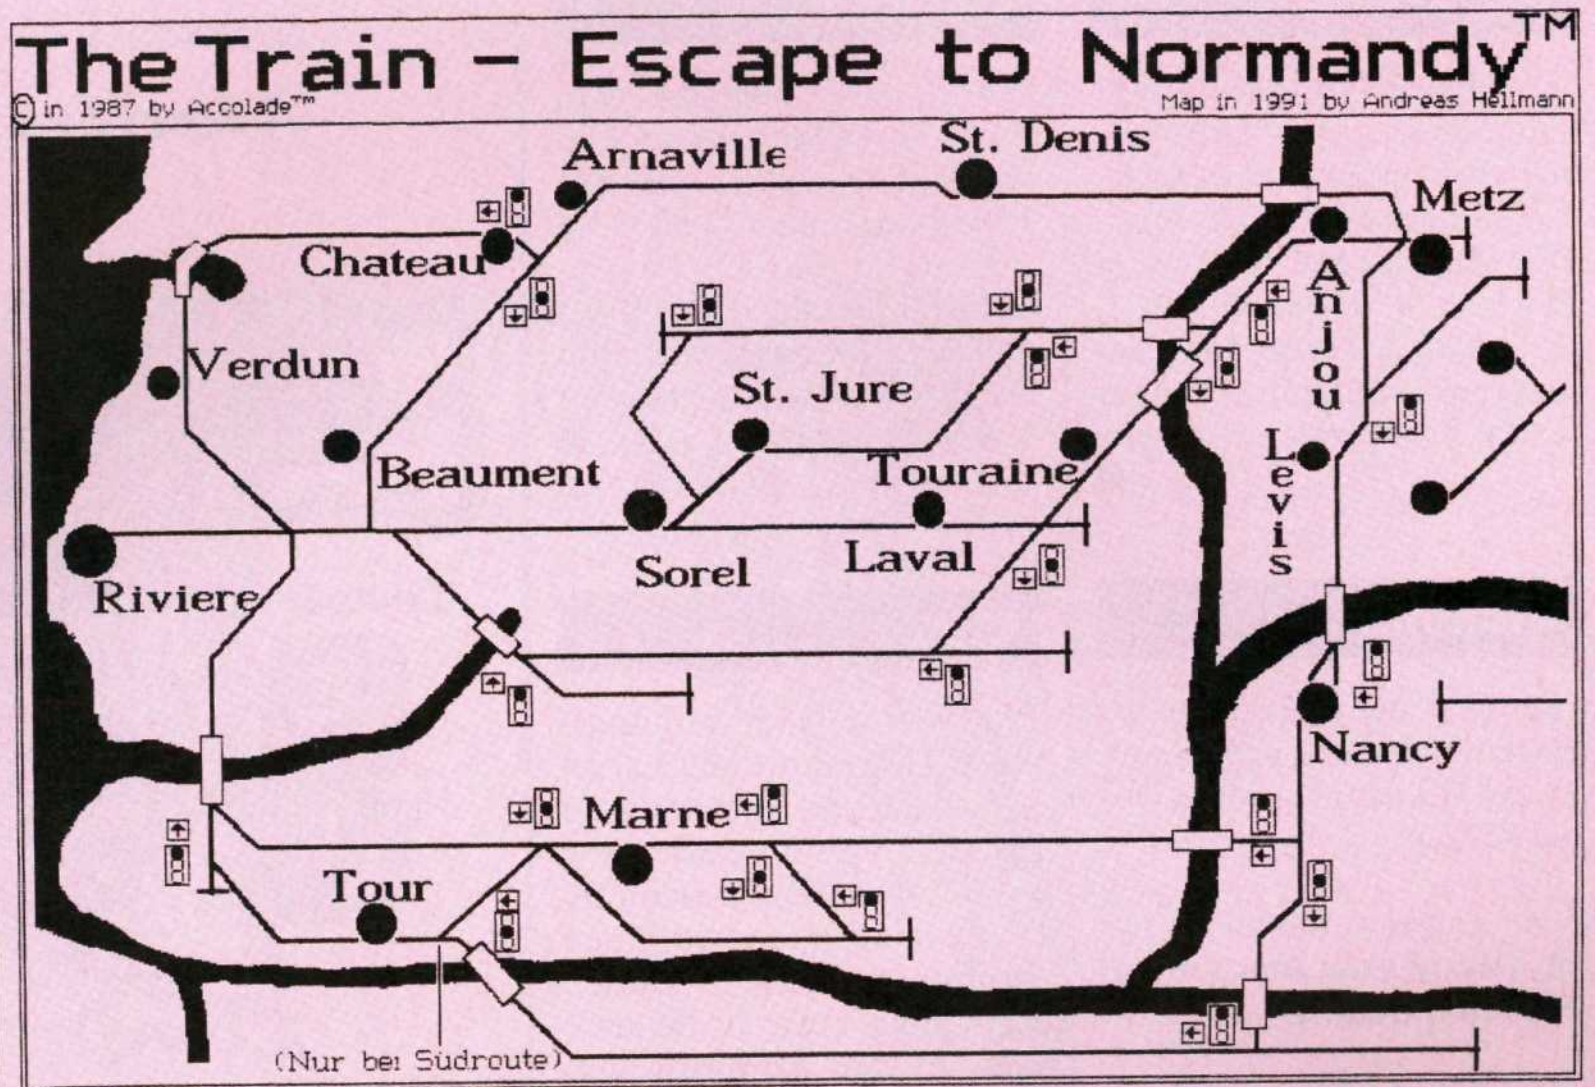 The Train - Escape to Normandy™
© in 1987 by Accolade™
Map in 1991 by Andreas Hellmann
St. Denis
Arnaville
Metz
Chateau
Anjou
Verdun
St. Jure
Levis
Beaument
Touraine
Sorel
Laval
Riviere
Nancy
Marne
Tour
(Nur bei Südroute)